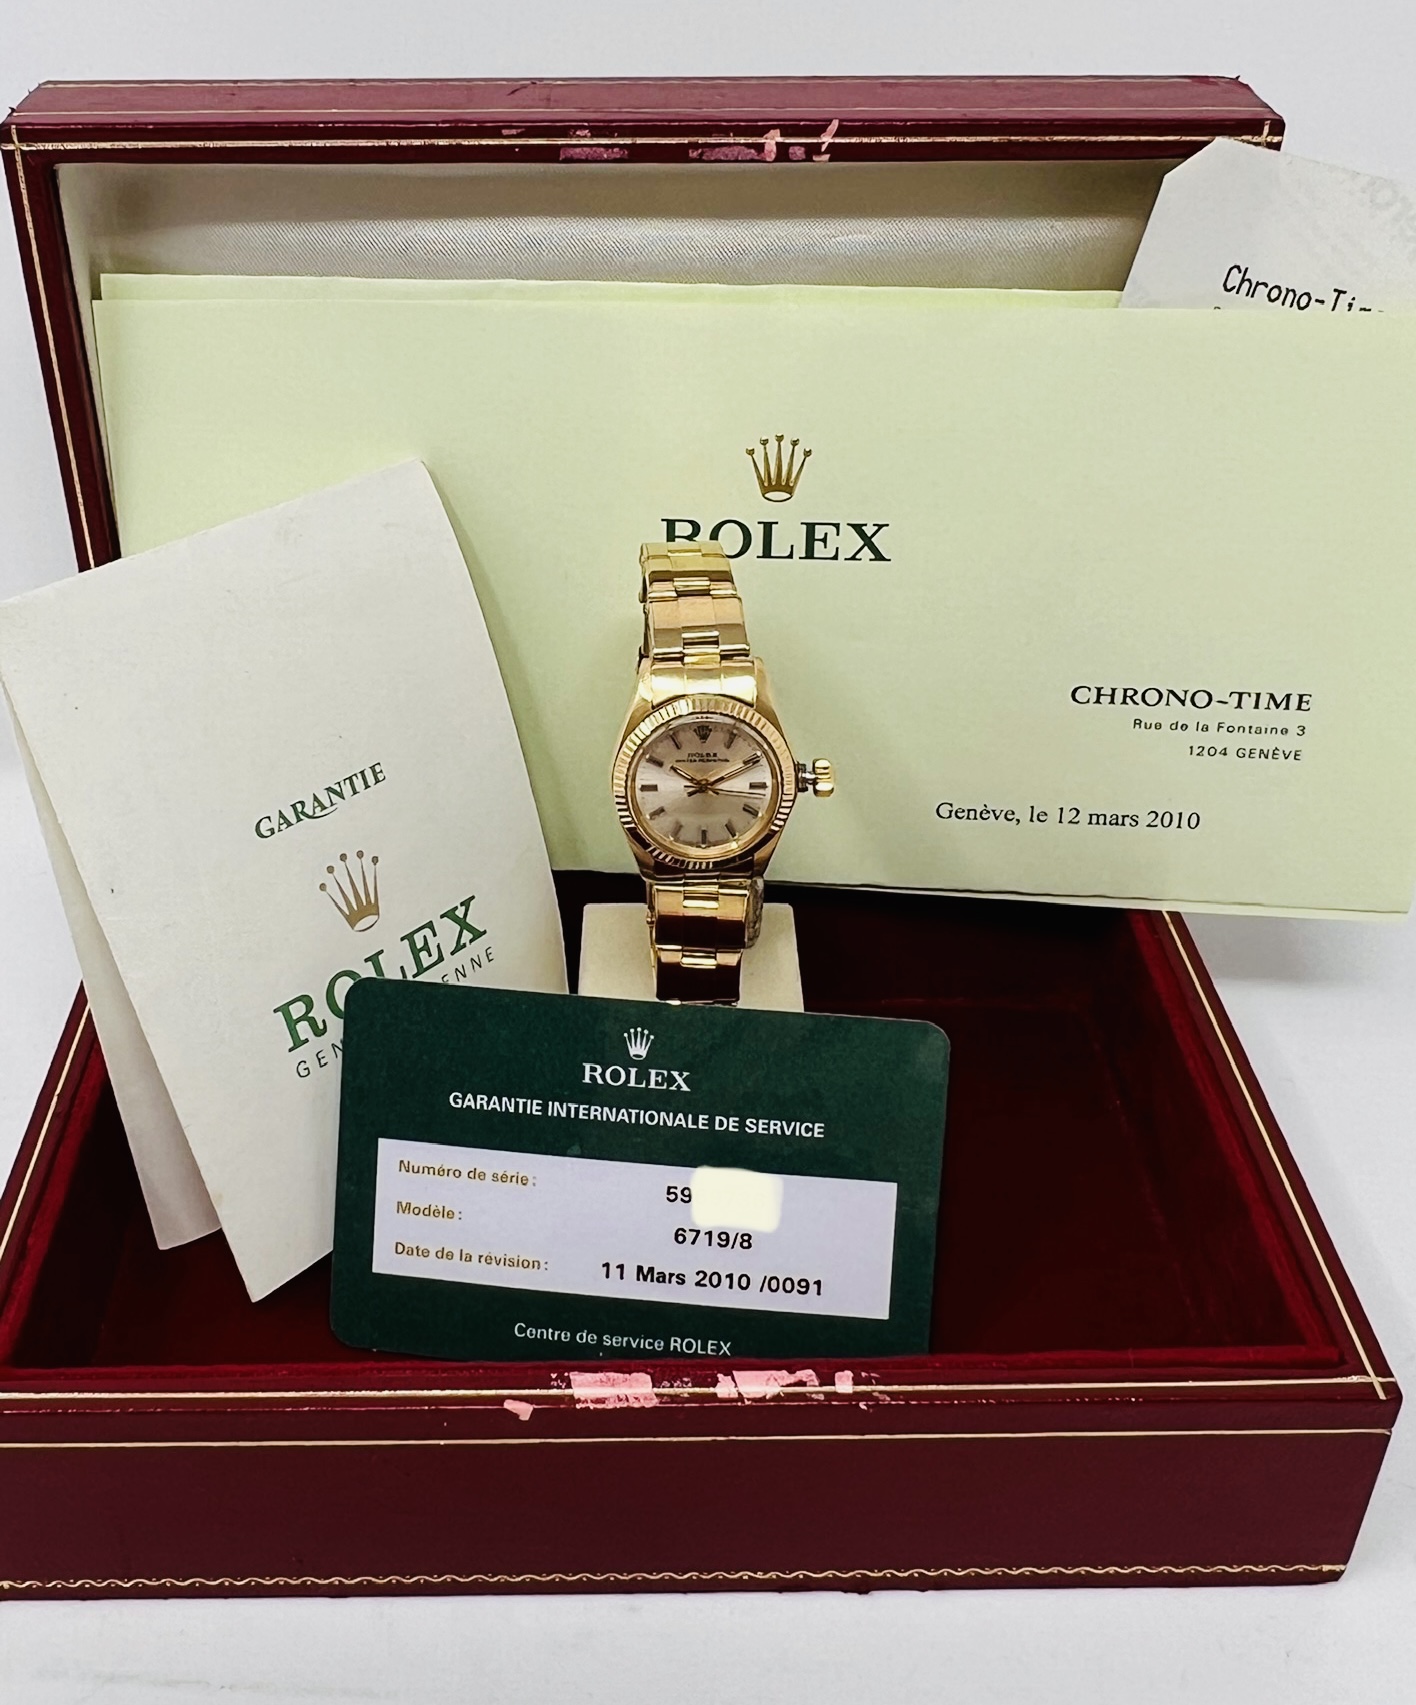 Chrono-Ti
ROLEX
CHRONO-TIME
Rue de la Fontaine 3
1204 GENÈVE
Genève, le 12 mars 2010
GARANTIE
ROLEX
ROLEX
ROLEX
GARANTIE INTERNATIONALE DE SERVICE
Numéro de série: 59
Modèle: 6719/8
Date de la révision: 11 Mars 2010 /0091
Centre de service ROLEX